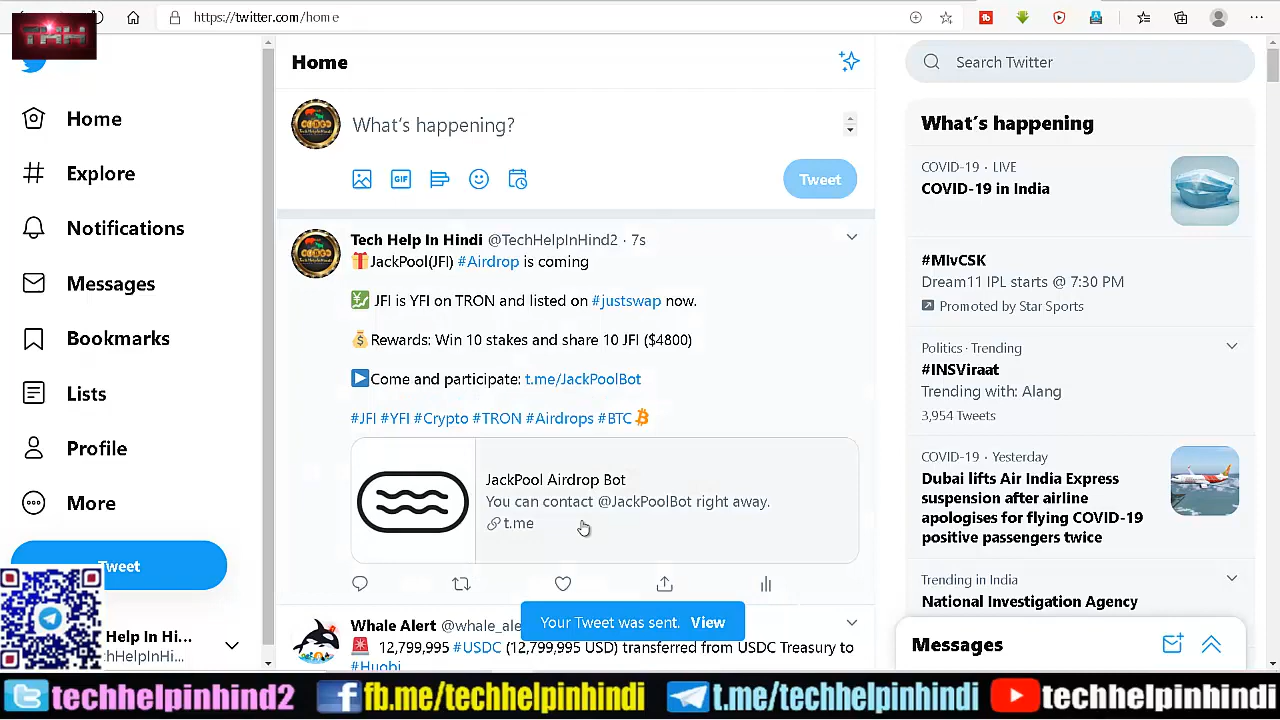 THH
https://twitter.com/home
Home
Explore
Notifications
Messages
Bookmarks
Lists
Profile
More
Tweet
Help In Hi...
hHelpInHi...
Home
What's happening?
GIF
Tweet
Tech Help In Hindi @TechHelpInHind2 · 7s
🎁JackPool(JFI) #Airdrop is coming
💹 JFI is YFI on TRON and listed on #justswap now.
💰Rewards: Win 10 stakes and share 10 JFI ($4800)
▶Come and participate: t.me/JackPoolBot
#JFI #YFI #Crypto #TRON #Airdrops #BTC
JackPool Airdrop Bot
You can contact @JackPoolBot right away.
t.me
Your Tweet was sent. View
Whale Alert @whale_ale
🚨 12,799,995 #USDC (12,799,995 USD) transferred from USDC Treasury to
#Huobi
Search Twitter
What's happening
COVID-19 · LIVE
COVID-19 in India
#MIvCSK
Dream11 IPL starts @ 7:30 PM
Promoted by Star Sports
Politics · Trending
#INSViraat
Trending with: Alang
3,954 Tweets
COVID-19 · Yesterday
Dubai lifts Air India Express
suspension after airline
apologises for flying COVID-19
positive passengers twice
Trending in India
National Investigation Agency
Messages
techhelpinhind2
fb.me/techhelpinhindi
t.me/techhelpinhindi
techhelpinhindi